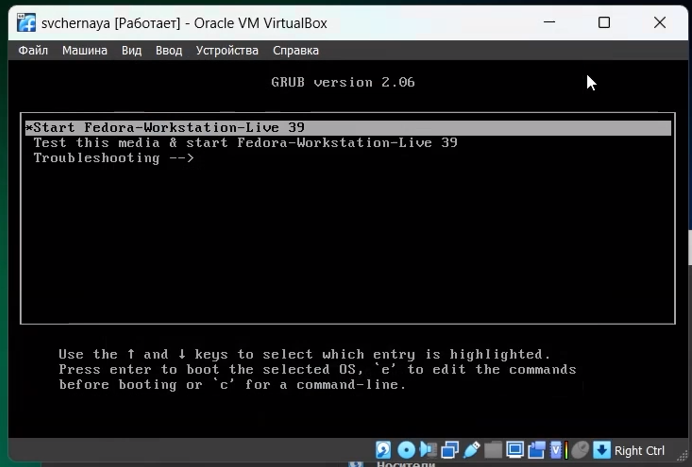 svchernaya [Работает] - Oracle VM VirtualBox
Файл Машина Вид Ввод Устройства Справка
GRUB version 2.06
*Start Fedora-Workstation-Live 39
Test this media & start Fedora-Workstation-Live 39
Troubleshooting -->
Use the ↑ and ↓ keys to select which entry is highlighted.
Press enter to boot the selected OS, `e' to edit the commands
before booting or `c' for a command-line.
Right Ctrl
Носители